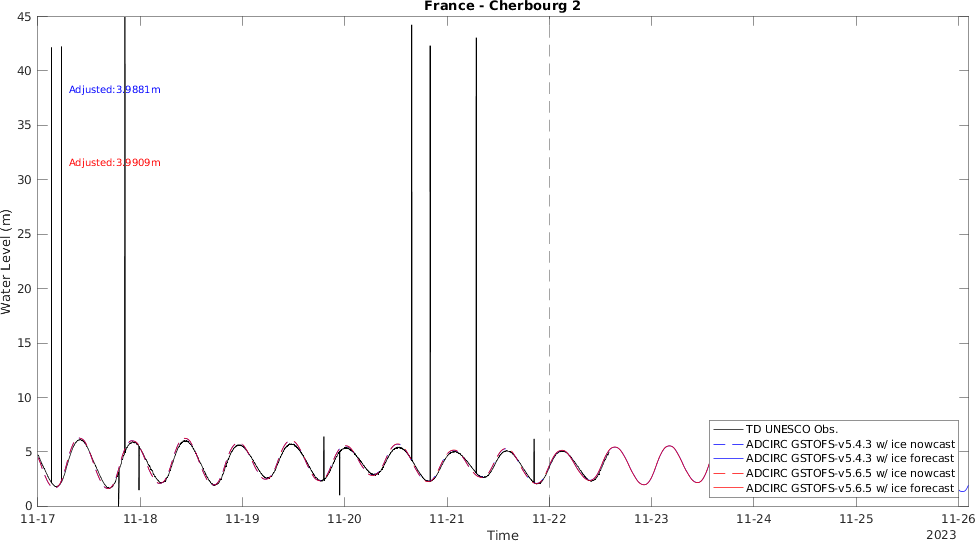 France - Cherbourg 2
45
40
35
30
25
20
15
10
5
0
Water Level (m)
Adjusted:3.9881m
Adjusted:3.9909m
TD UNESCO Obs.
ADCIRC GSTOFS-v5.4.3 w/ ice nowcast
ADCIRC GSTOFS-v5.4.3 w/ ice forecast
ADCIRC GSTOFS-v5.6.5 w/ ice nowcast
ADCIRC GSTOFS-v5.6.5 w/ ice forecast
11-17 11-18 11-19 11-20 11-21 11-22 11-23 11-24 11-25 11-26
Time
2023